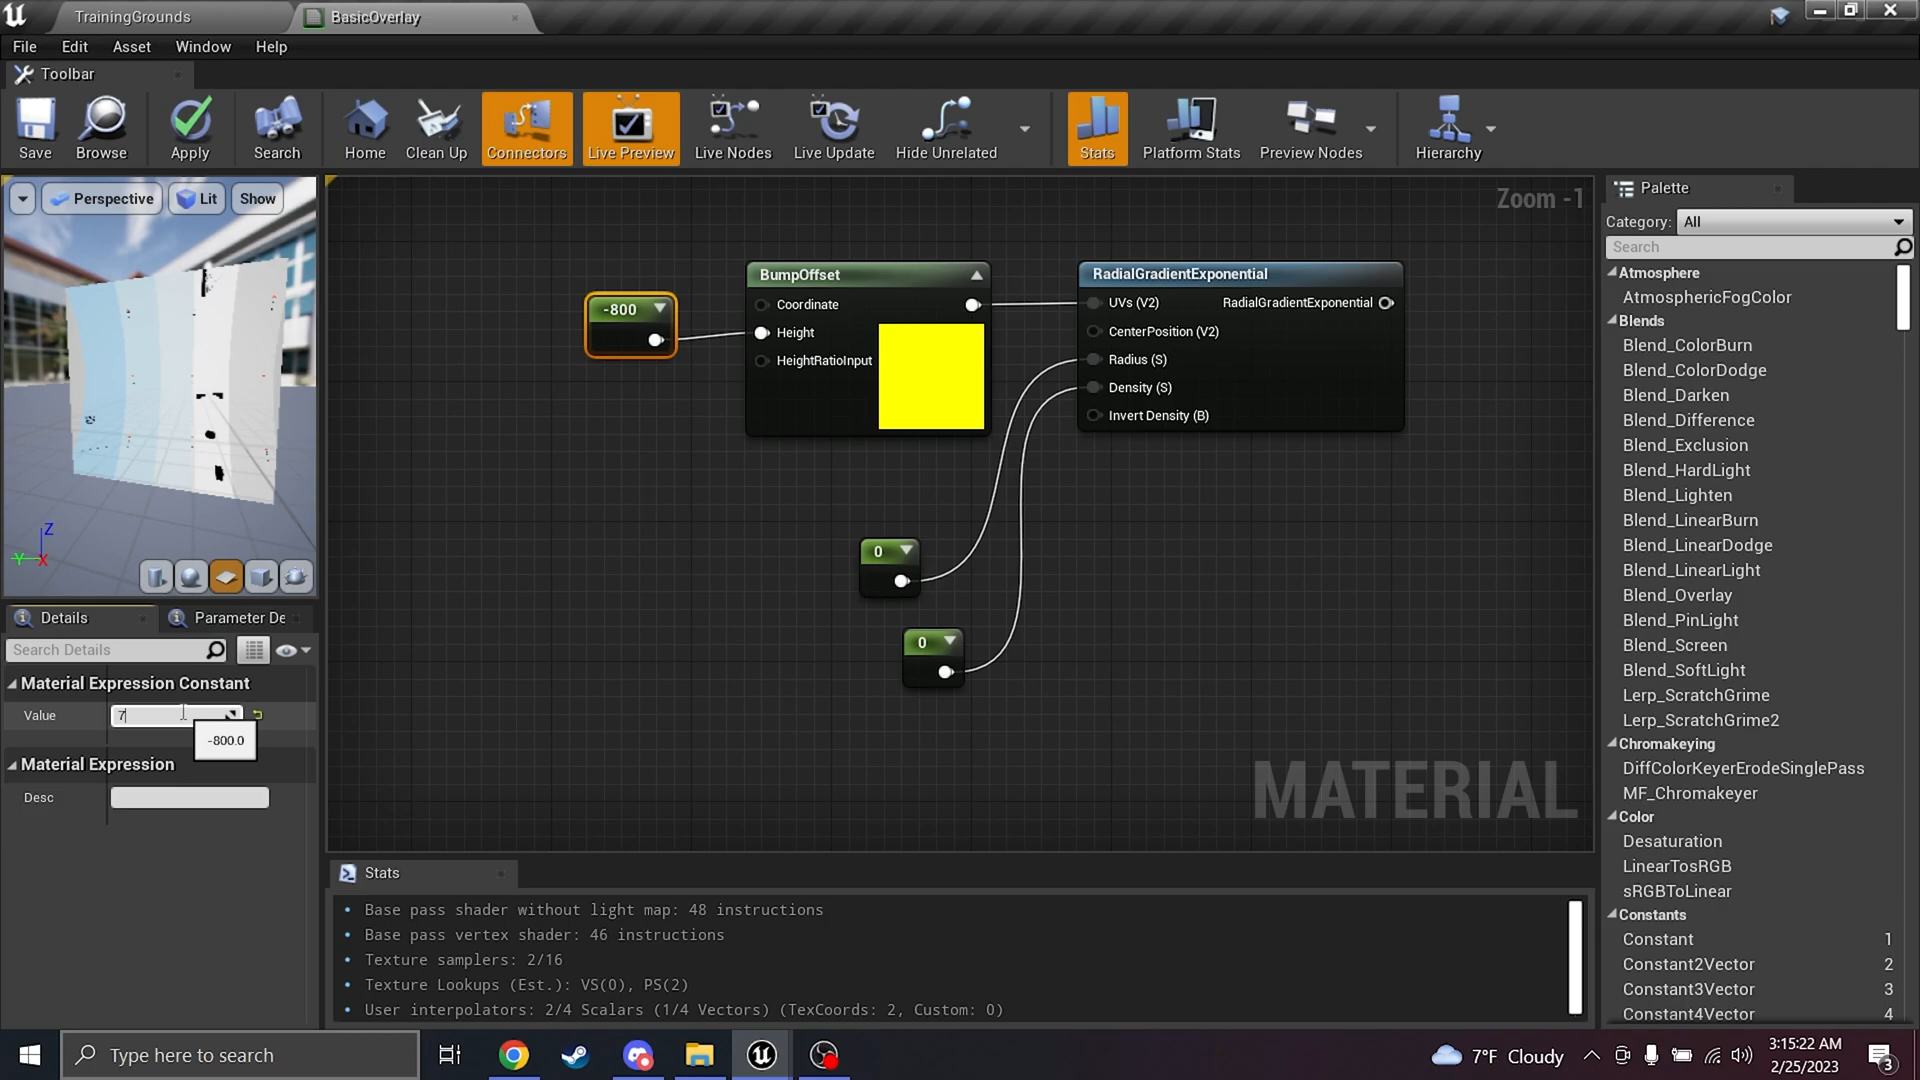 TrainingGrounds
BasicOverlay
File
Edit
Asset
Window
Help
Toolbar
Save
Browse
Apply
Search
Home
Clean Up
Connectors
Live Preview
Live Nodes
Live Update
Hide Unrelated
Stats
Platform Stats
Preview Nodes
Hierarchy
Perspective
Lit
Show
Zoom -1
Palette
Category:
All
Search
-800
BumpOffset
Coordinate
Height
HeightRatioInput
RadialGradientExponential
UVs (V2)
RadialGradientExponential
CenterPosition (V2)
Radius (S)
Density (S)
Invert Density (B)
0
0
MATERIAL
Z
Y
X
Details
Parameter De
Search Details
Material Expression Constant
Value
7
-800.0
Material Expression
Desc
Stats
• Base pass shader without light map: 48 instructions
• Base pass vertex shader: 46 instructions
• Texture samplers: 2/16
• Texture Lookups (Est.): VS(0), PS(2)
• User interpolators: 2/4 Scalars (1/4 Vectors) (TexCoords: 2, Custom: 0)
Atmosphere
AtmosphericFogColor
Blends
Blend_ColorBurn
Blend_ColorDodge
Blend_Darken
Blend_Difference
Blend_Exclusion
Blend_HardLight
Blend_Lighten
Blend_LinearBurn
Blend_LinearDodge
Blend_LinearLight
Blend_Overlay
Blend_PinLight
Blend_Screen
Blend_SoftLight
Lerp_ScratchGrime
Lerp_ScratchGrime2
Chromakeying
DiffColorKeyerErodeSinglePass
MF_Chromakeyer
Color
Desaturation
LinearTosRGB
sRGBToLinear
Constants
Constant 1
Constant2Vector 2
Constant3Vector 3
Constant4Vector 4
Type here to search
7°F Cloudy
3:15:22 AM
2/25/2023
3